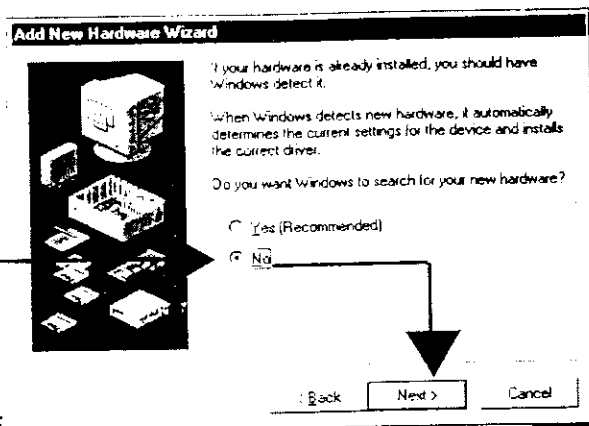 Add New Hardware Wizard
If your hardware is already installed, you should have
Windows detect it.
When Windows detects new hardware, it automatically
determines the current settings for the device and installs
the correct driver.
Do you want Windows to search for your new hardware?
Yes (Recommended)
No
< Back Next > Cancel